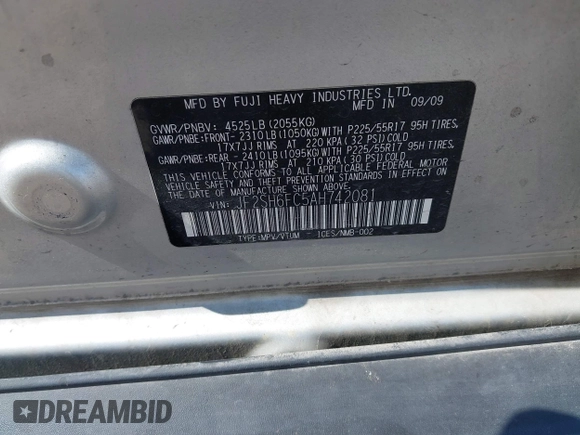 MFD BY FUJI HEAVY INDUSTRIES LTD.
MFD IN 09/09
GVWR/PNBV: 4525LB (2055KG)
GAWR/PNBE:FRONT- 2310LB(1050KG)WITH P225/55R17 95H TIRES,
17X7JJ RIMS AT 220 KPA( 32 PSI)COLD
GAWR/PNBE:REAR - 2410LB(1095KG)WITH P225/55R17 95H TIRES,
17X7JJ RIMS AT 210 KPA( 30 PSI)COLD
THIS VEHICLE CONFORMS TO ALL APPLICABLE FEDERAL MOTOR
VEHICLE SAFETY, BUMPER, AND THEFT PREVENTION STANDARDS
IN EFFECT ON THE DATE OF MANUFACTURE SHOWN ABOVE.
VIN: JF2SH6FC5AH742081
TYPE:MPV/VTUM ICES/NMB-002
DREAMBID